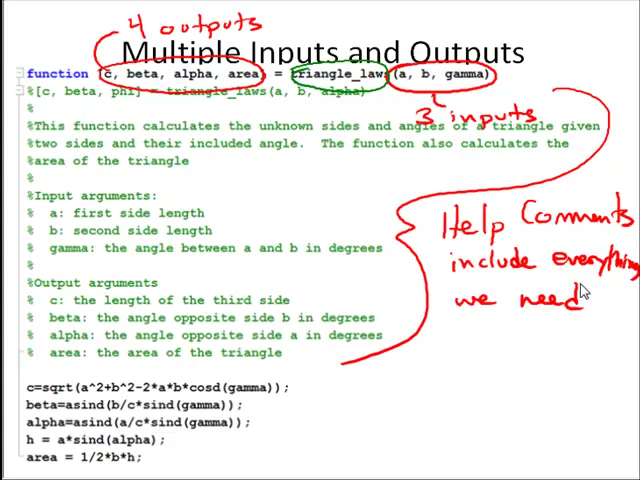 4 outputs
Multiple Inputs and Outputs
function [c, beta, alpha, area] = triangle_laws(a, b, gamma)
%[c, beta, phi] = triangle_laws(a, b, alpha)
3 inputs
%
%This function calculates the unknown sides and angles of a triangle given
%two sides and their included angle.  The function also calculates the
%area of the triangle
%
%Input arguments:
%  a: first side length
%  b: second side length
%  gamma: the angle between a and b in degrees
%
%Output arguments
%  c: the length of the third side
%  beta: the angle opposite side b in degrees
%  alpha: the angle opposite side a in degrees
%  area: the area of the triangle
Help Comments
include everything
we need
c=sqrt(a^2+b^2-2*a*b*cosd(gamma));
beta=asind(b/c*sind(gamma));
alpha=asind(a/c*sind(gamma));
h = a*sind(alpha);
area = 1/2*b*h;